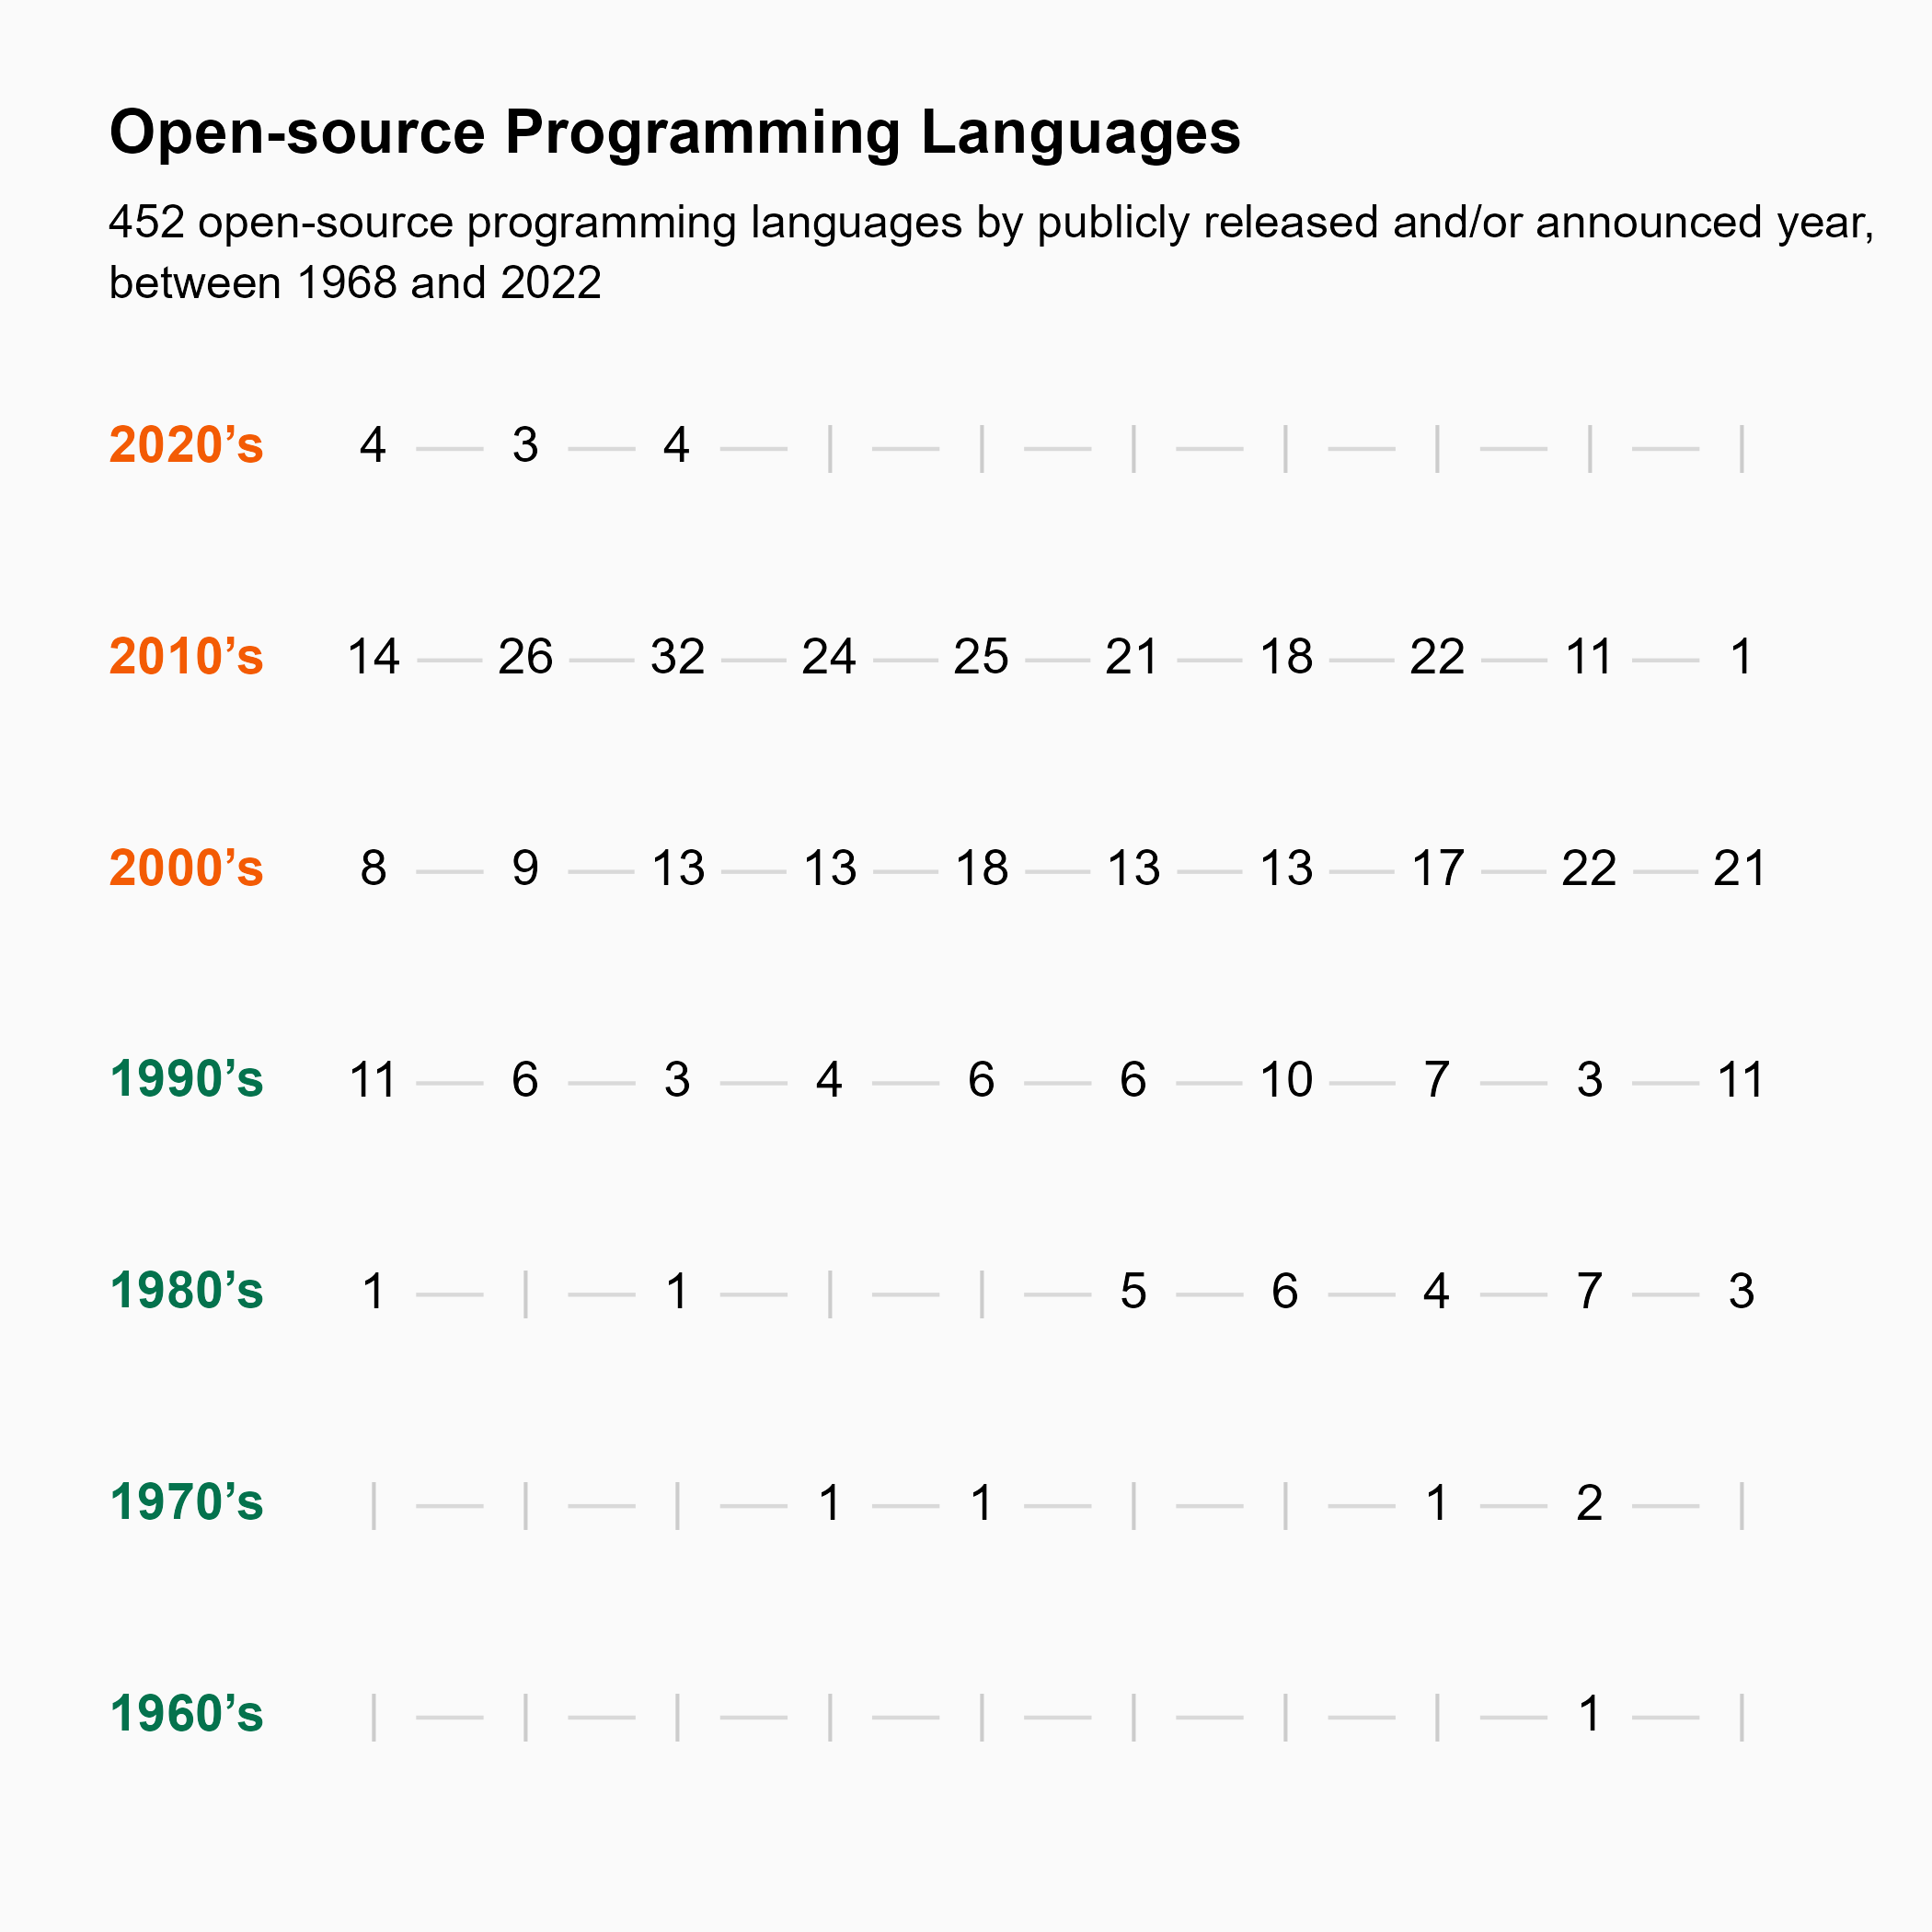 Open-source Programming Languages
452 open-source programming languages by publicly released and/or announced year,
between 1968 and 2022
2020’s 4 3 4
2010’s 14 26 32 24 25 21 18 22 11 1
2000’s 8 9 13 13 18 13 13 17 22 21
1990’s 11 6 3 4 6 6 10 7 3 11
1980’s 1 1 5 6 4 7 3
1970’s 1 1 1 2
1960’s 1